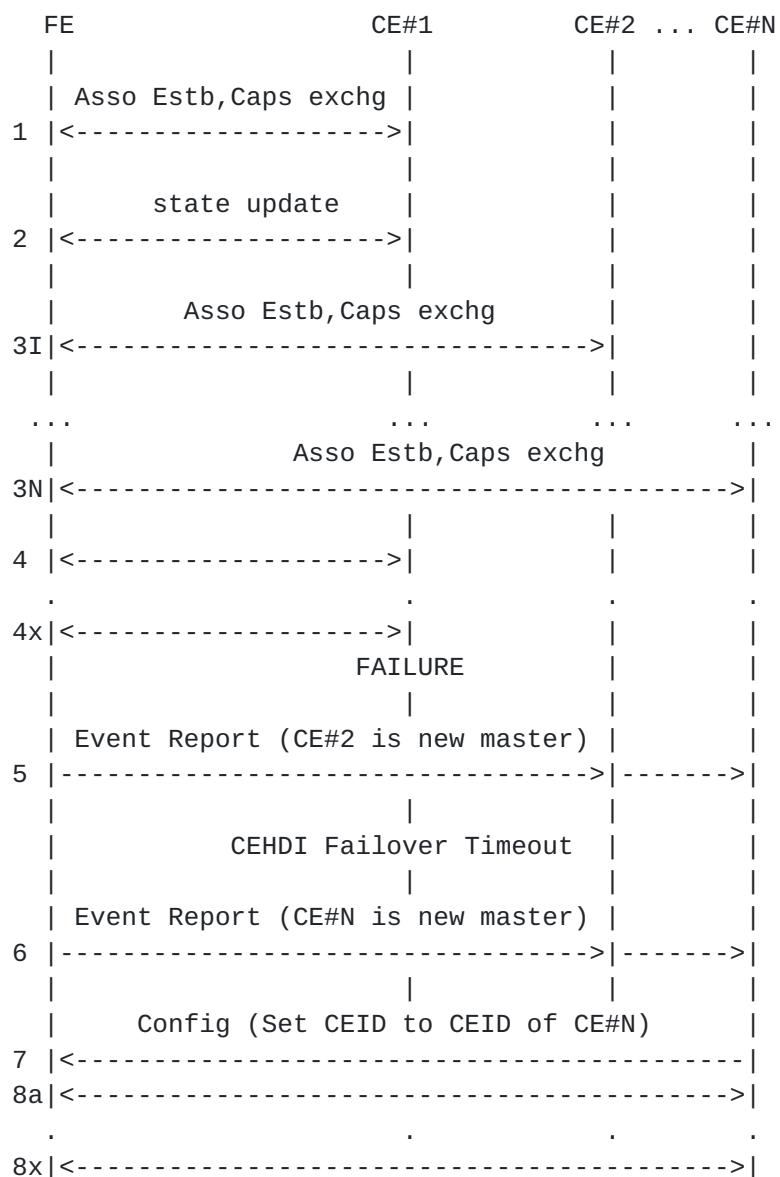 FE                   CE#1         CE#2 ... CE#N
   |                      |            |        |
   | Asso Estb,Caps exchg |            |        |
1  |<-------------------->|            |        |
   |                      |            |        |
   |      state update    |            |        |
2  |<-------------------->|            |        |
   |                      |            |        |
   |        Asso Estb,Caps exchg       |        |
3I|<--------------------------------->|        |
   |                      |            |        |
  ...                    ...          ...      ...
   |               Asso Estb,Caps exchg         |
3N|<------------------------------------------>|
   |                      |            |        |
4  |<-------------------->|            |        |
   .                      .            .        .
4x|<-------------------->|            |        |
   |                   FAILURE         |        |
   |                      |            |        |
   | Event Report (CE#2 is new master) |        |
5  |---------------------------------->|------->|
   |                      |            |        |
   |           CEHDI Failover Timeout  |        |
   |                      |            |        |
   | Event Report (CE#N is new master) |        |
6  |---------------------------------->|------->|
   |                      |            |        |
   |     Config (Set CEID to CEID of CE#N)      |
7  |<-------------------------------------------|
8a|<------------------------------------------>|
   .                      .            .        .
8x|<------------------------------------------>|